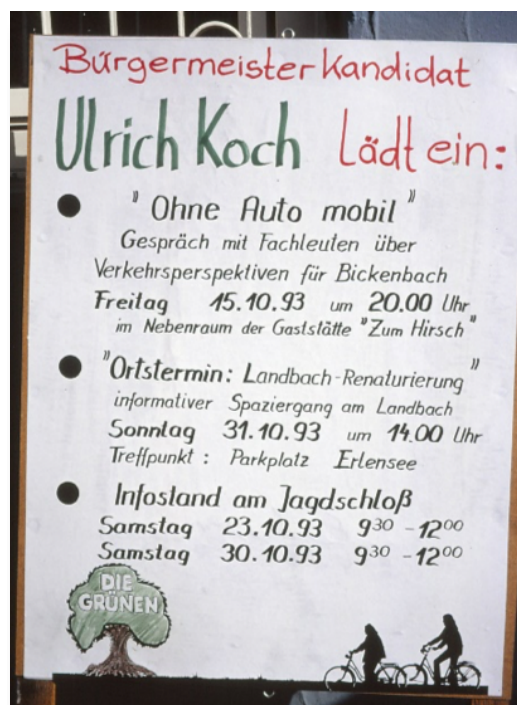 Bürgermeisterkandidat
Ulrich Koch Lädt ein:
"Ohne Auto mobil"
Gespräch mit Fachleuten über
Verkehrsperspektiven für Bickenbach
Freitag 15.10.93 um 20.00 Uhr
im Nebenraum der Gaststätte "Zum Hirsch"
"Ortstermin: Landbach-Renaturierung"
informativer Spaziergang am Landbach
Sonntag 31.10.93 um 14.00 Uhr
Treffpunkt: Parkplatz Erlensee
Infostand am Jagdschloß
Samstag 23.10.93 9³⁰ - 12⁰⁰
Samstag 30.10.93 9³⁰ - 12⁰⁰
DIE
GRÜNEN